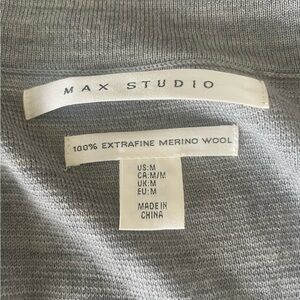 MAX STUDIO
100% EXTRAFINE MERINO WOOL
US:M
CA:M/M
UK:M
EU:M
MADE IN
CHINA